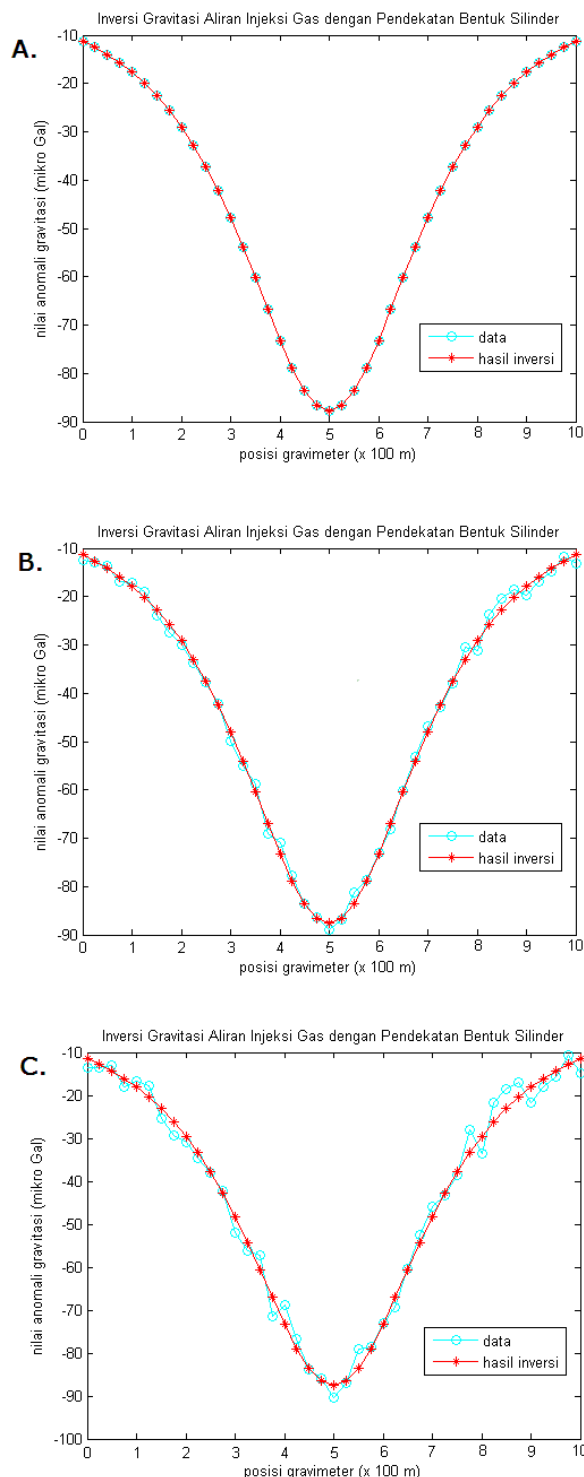 A.
Inversi Gravitasi Aliran Injeksi Gas dengan Pendekatan Bentuk Silinder
nilai anomali gravitasi (mikro Gal)
-10
-20
-30
-40
-50
-60
-70
-80
-90
data
hasil inversi
0 1 2 3 4 5 6 7 8 9 10
posisi gravimeter (x 100 m)
B.
Inversi Gravitasi Aliran Injeksi Gas dengan Pendekatan Bentuk Silinder
nilai anomali gravitasi (mikro Gal)
-10
-20
-30
-40
-50
-60
-70
-80
-90
data
hasil inversi
0 1 2 3 4 5 6 7 8 9 10
posisi gravimeter (x 100 m)
C.
Inversi Gravitasi Aliran Injeksi Gas dengan Pendekatan Bentuk Silinder
nilai anomali gravitasi (mikro Gal)
-10
-20
-30
-40
-50
-60
-70
-80
-90
-100
data
hasil inversi
0 1 2 3 4 5 6 7 8 9 10
posisi gravimeter (x 100 m)